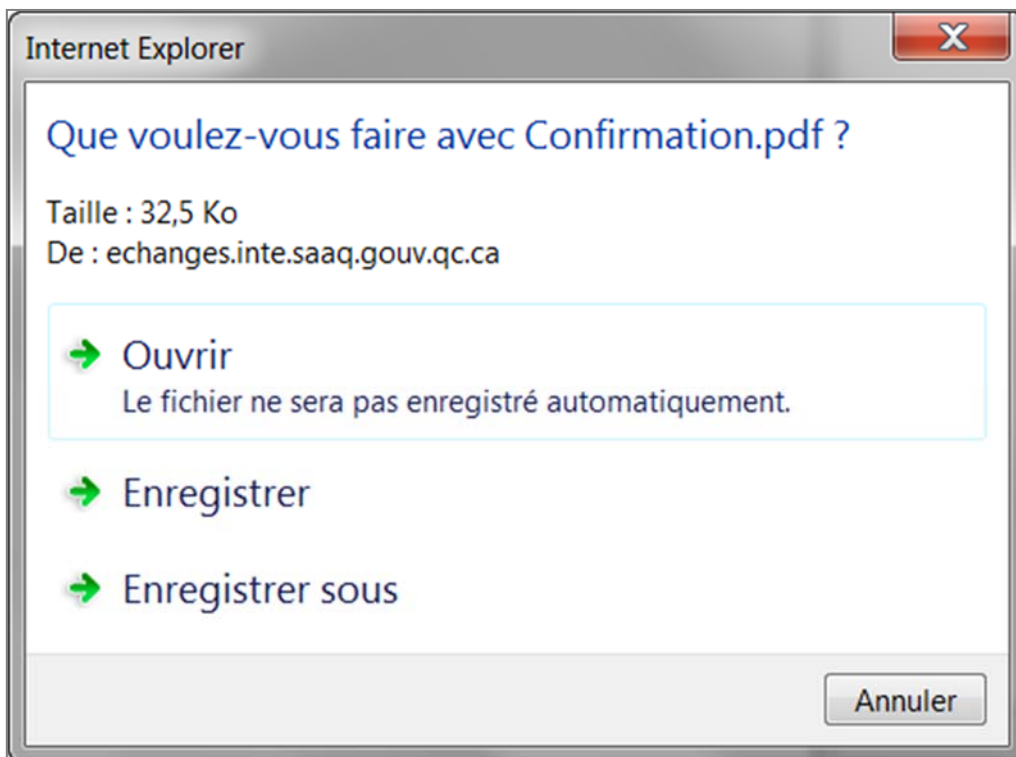 Internet Explorer
Que voulez-vous faire avec Confirmation.pdf ?
Taille : 32,5 Ko
De : echanges.inte.saaq.gouv.qc.ca
Ouvrir
Le fichier ne sera pas enregistré automatiquement.
Enregistrer
Enregistrer sous
Annuler